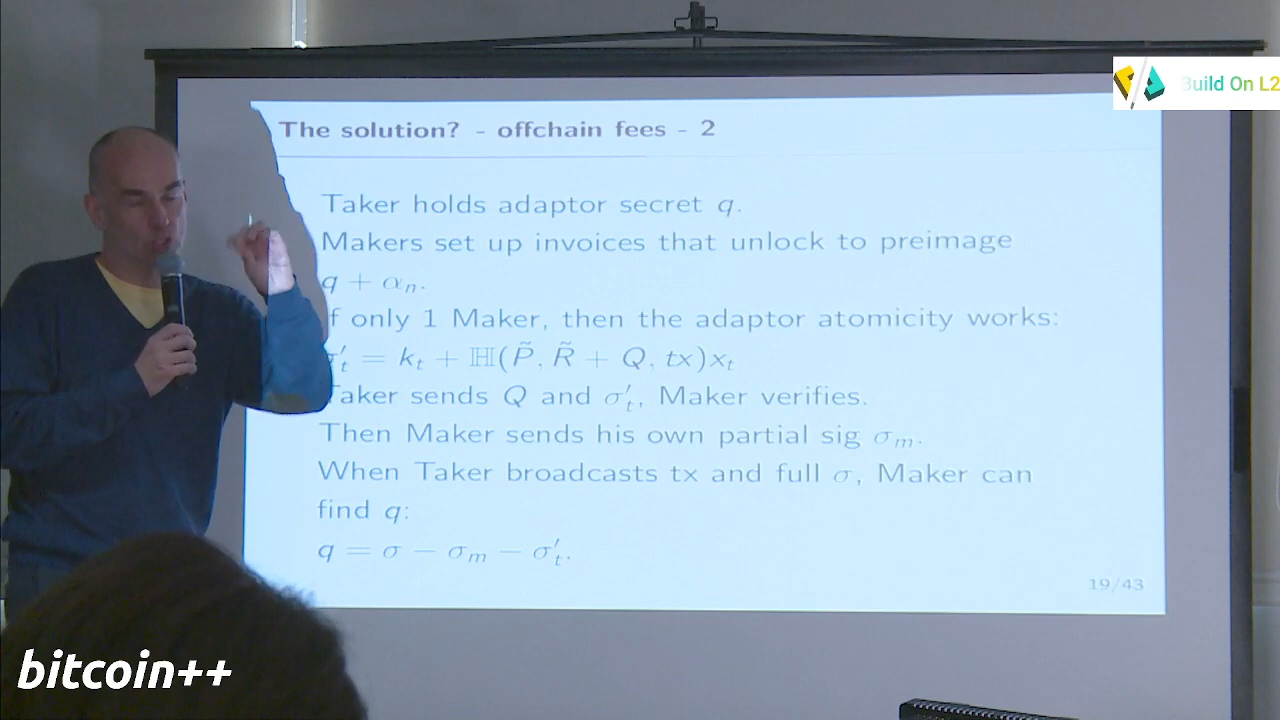 Build On L2
The solution? - offchain fees - 2
Taker holds adaptor secret q.
Makers set up invoices that unlock to preimage
q + αₙ.
f only 1 Maker, then the adaptor atomicity works:
σ′ₜ = kₜ + ℍ(P̃, R̃ + Q, tx)xₜ
Taker sends Q and σ′ₜ, Maker verifies.
Then Maker sends his own partial sig σₘ.
When Taker broadcasts tx and full σ, Maker can
find q:
q = σ − σₘ − σ′ₜ.
19/43
bitcoin++